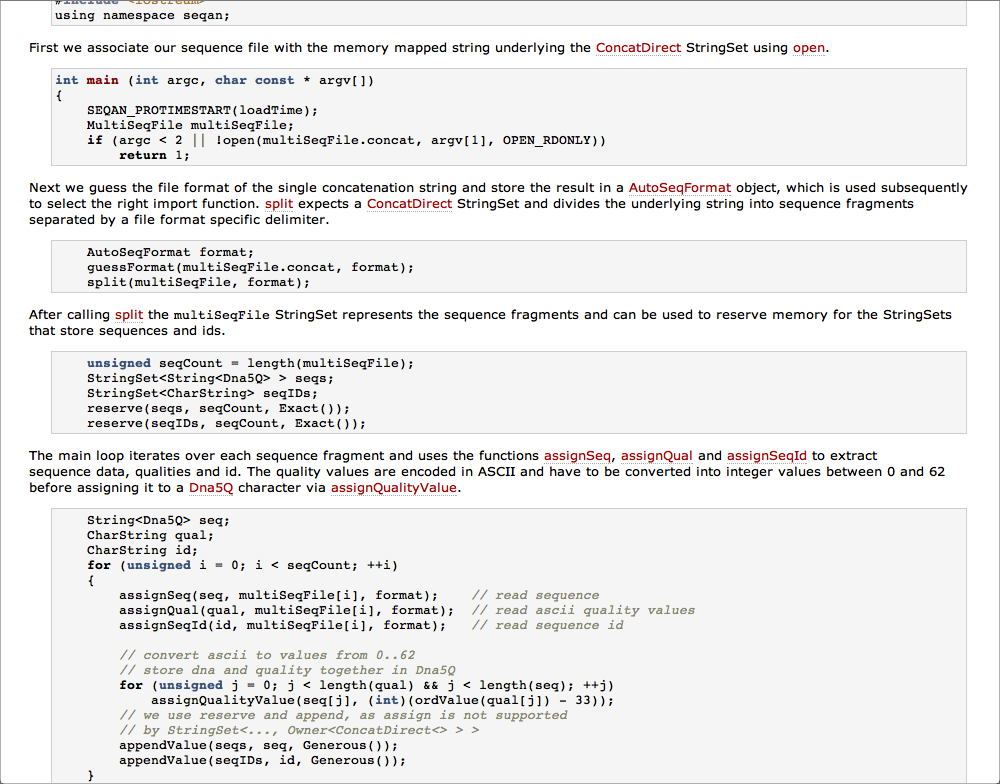 #include <iostream>
using namespace seqan;
First we associate our sequence file with the memory mapped string underlying the ConcatDirect StringSet using open.
int main (int argc, char const * argv[])
{
    SEQAN_PROTIMESTART(loadTime);
    MultiSeqFile multiSeqFile;
    if (argc < 2 || !open(multiSeqFile.concat, argv[1], OPEN_RDONLY))
        return 1;
Next we guess the file format of the single concatenation string and store the result in a AutoSeqFormat object, which is used subsequently
to select the right import function. split expects a ConcatDirect StringSet and divides the underlying string into sequence fragments
separated by a file format specific delimiter.
    AutoSeqFormat format;
    guessFormat(multiSeqFile.concat, format);
    split(multiSeqFile, format);
After calling split the multiSeqFile StringSet represents the sequence fragments and can be used to reserve memory for the StringSets
that store sequences and ids.
    unsigned seqCount = length(multiSeqFile);
    StringSet<String<Dna5Q> > seqs;
    StringSet<CharString> seqIDs;
    reserve(seqs, seqCount, Exact());
    reserve(seqIDs, seqCount, Exact());
The main loop iterates over each sequence fragment and uses the functions assignSeq, assignQual and assignSeqId to extract
sequence data, qualities and id. The quality values are encoded in ASCII and have to be converted into integer values between 0 and 62
before assigning it to a Dna5Q character via assignQualityValue.
    String<Dna5Q> seq;
    CharString qual;
    CharString id;
    for (unsigned i = 0; i < seqCount; ++i)
    {
        assignSeq(seq, multiSeqFile[i], format);    // read sequence
        assignQual(qual, multiSeqFile[i], format);  // read ascii quality values
        assignSeqId(id, multiSeqFile[i], format);   // read sequence id
        // convert ascii to values from 0..62
        // store dna and quality together in Dna5Q
        for (unsigned j = 0; j < length(qual) && j < length(seq); ++j)
            assignQualityValue(seq[j], (int)(ordValue(qual[j]) - 33));
        // we use reserve and append, as assign is not supported
        // by StringSet<..., Owner<ConcatDirect<> > >
        appendValue(seqs, seq, Generous());
        appendValue(seqIDs, id, Generous());
    }